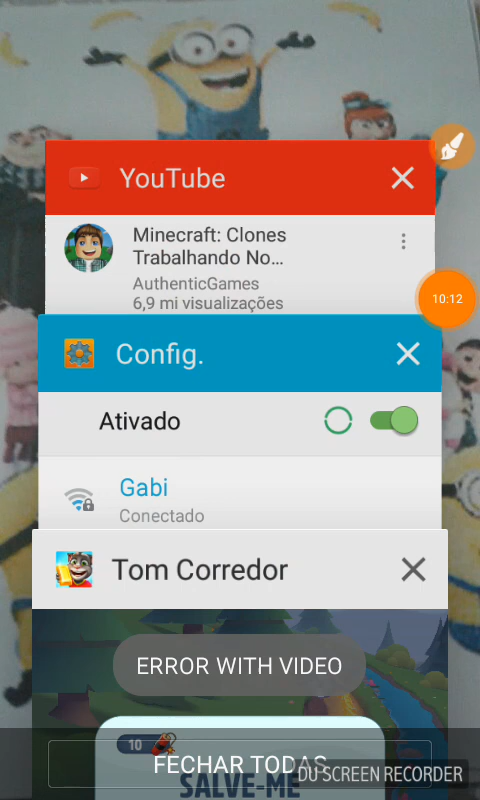 YouTube
Minecraft: Clones
Trabalhando No...
AuthenticGames
6,9 mi visualizações
10:12
Config.
Ativado
Gabi
Conectado
Tom Corredor
ERROR WITH VIDEO
10
FECHAR TODAS
SALVE-ME
DU SCREEN RECORDER